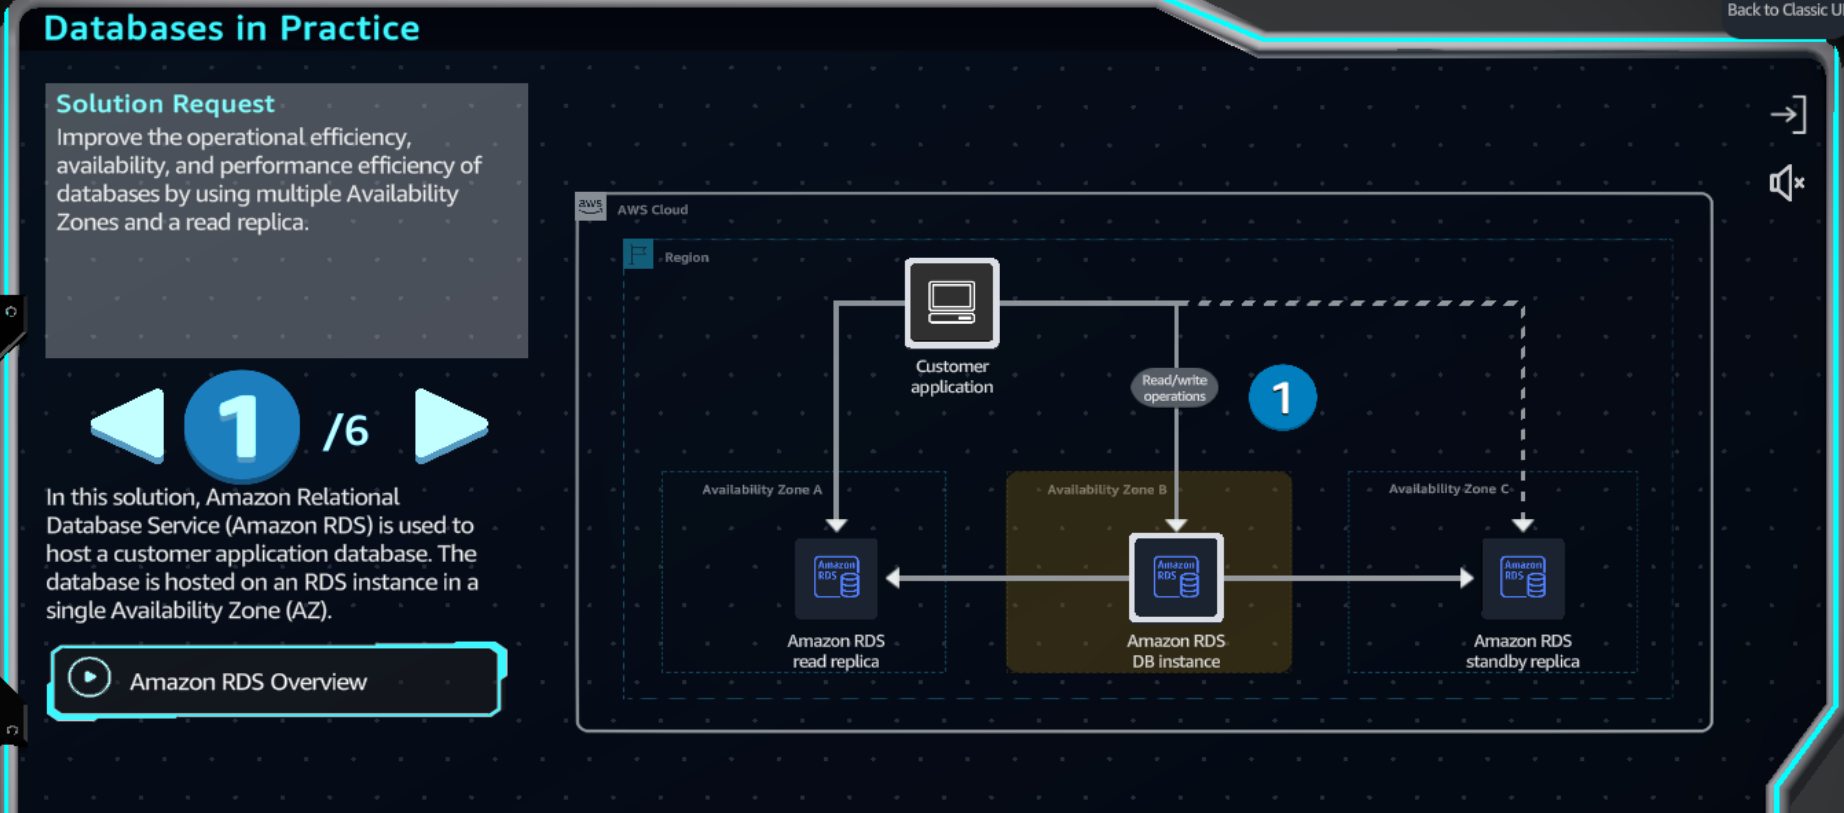 Databases in Practice
Back to Classic UI
Solution Request
Improve the operational efficiency,
availability, and performance efficiency of
databases by using multiple Availability
Zones and a read replica.
1 /6
In this solution, Amazon Relational
Database Service (Amazon RDS) is used to
host a customer application database. The
database is hosted on an RDS instance in a
single Availability Zone (AZ).
Amazon RDS Overview
aws
AWS Cloud
Region
Customer
application
Read/write
operations
1
Availability Zone A
Amazon
RDS
Amazon RDS
read replica
Availability Zone B
Amazon
RDS
Amazon RDS
DB instance
Availability Zone C
Amazon
RDS
Amazon RDS
standby replica